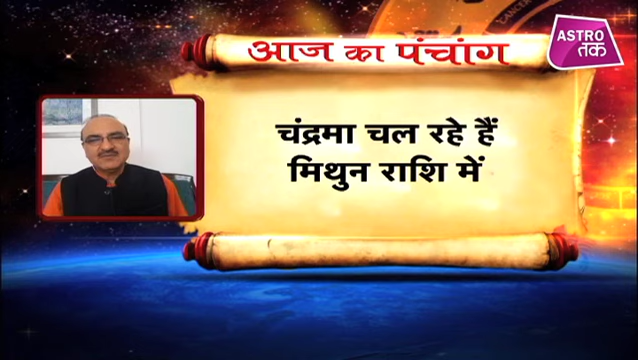 आज का पंचांग
ASTRO
तक
चंद्रमा चल रहे हैं
मिथुन राशि में